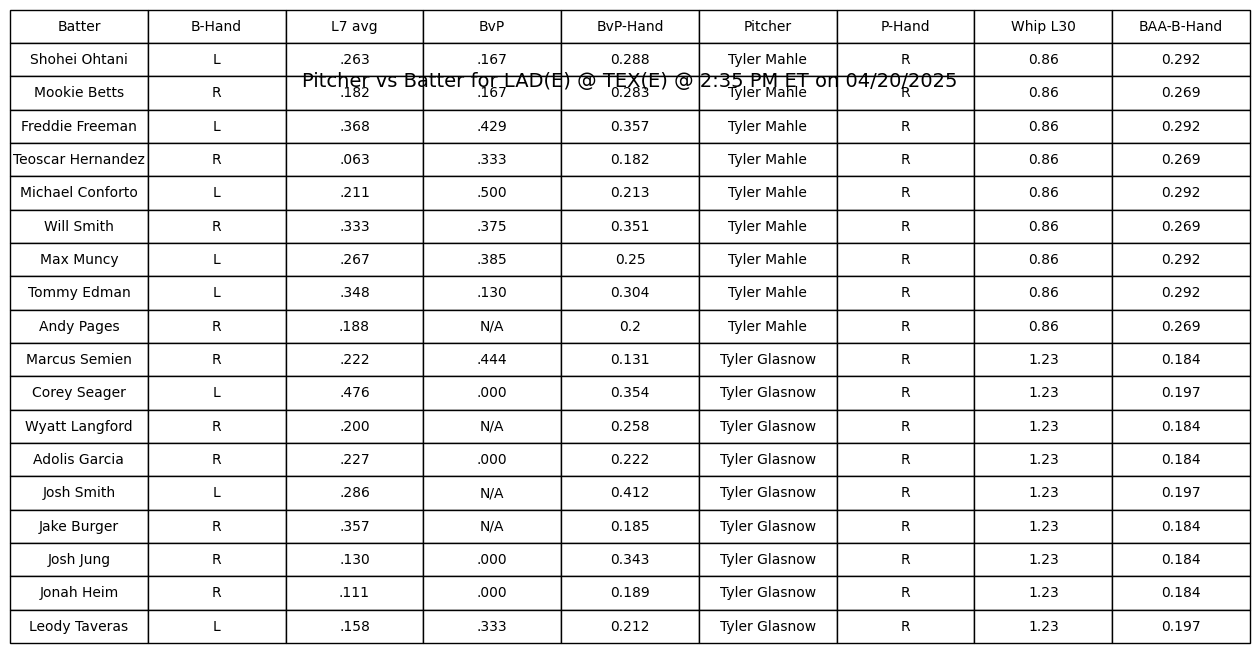 Batter B-Hand L7 avg BvP BvP-Hand Pitcher P-Hand Whip L30 BAA-B-Hand
Shohei Ohtani L .263 .167 0.288 Tyler Mahle R 0.86 0.292
Pitcher vs Batter for LAD(E) @ TEX(E) @ 2:35 PM ET on 04/20/2025
Mookie Betts R .182 .167 0.283 Tyler Mahle R 0.86 0.269
Freddie Freeman L .368 .429 0.357 Tyler Mahle R 0.86 0.292
Teoscar Hernandez R .063 .333 0.182 Tyler Mahle R 0.86 0.269
Michael Conforto L .211 .500 0.213 Tyler Mahle R 0.86 0.292
Will Smith R .333 .375 0.351 Tyler Mahle R 0.86 0.269
Max Muncy L .267 .385 0.25 Tyler Mahle R 0.86 0.292
Tommy Edman L .348 .130 0.304 Tyler Mahle R 0.86 0.292
Andy Pages R .188 N/A 0.2 Tyler Mahle R 0.86 0.269
Marcus Semien R .222 .444 0.131 Tyler Glasnow R 1.23 0.184
Corey Seager L .476 .000 0.354 Tyler Glasnow R 1.23 0.197
Wyatt Langford R .200 N/A 0.258 Tyler Glasnow R 1.23 0.184
Adolis Garcia R .227 .000 0.222 Tyler Glasnow R 1.23 0.184
Josh Smith L .286 N/A 0.412 Tyler Glasnow R 1.23 0.197
Jake Burger R .357 N/A 0.185 Tyler Glasnow R 1.23 0.184
Josh Jung R .130 .000 0.343 Tyler Glasnow R 1.23 0.184
Jonah Heim R .111 .000 0.189 Tyler Glasnow R 1.23 0.184
Leody Taveras L .158 .333 0.212 Tyler Glasnow R 1.23 0.197